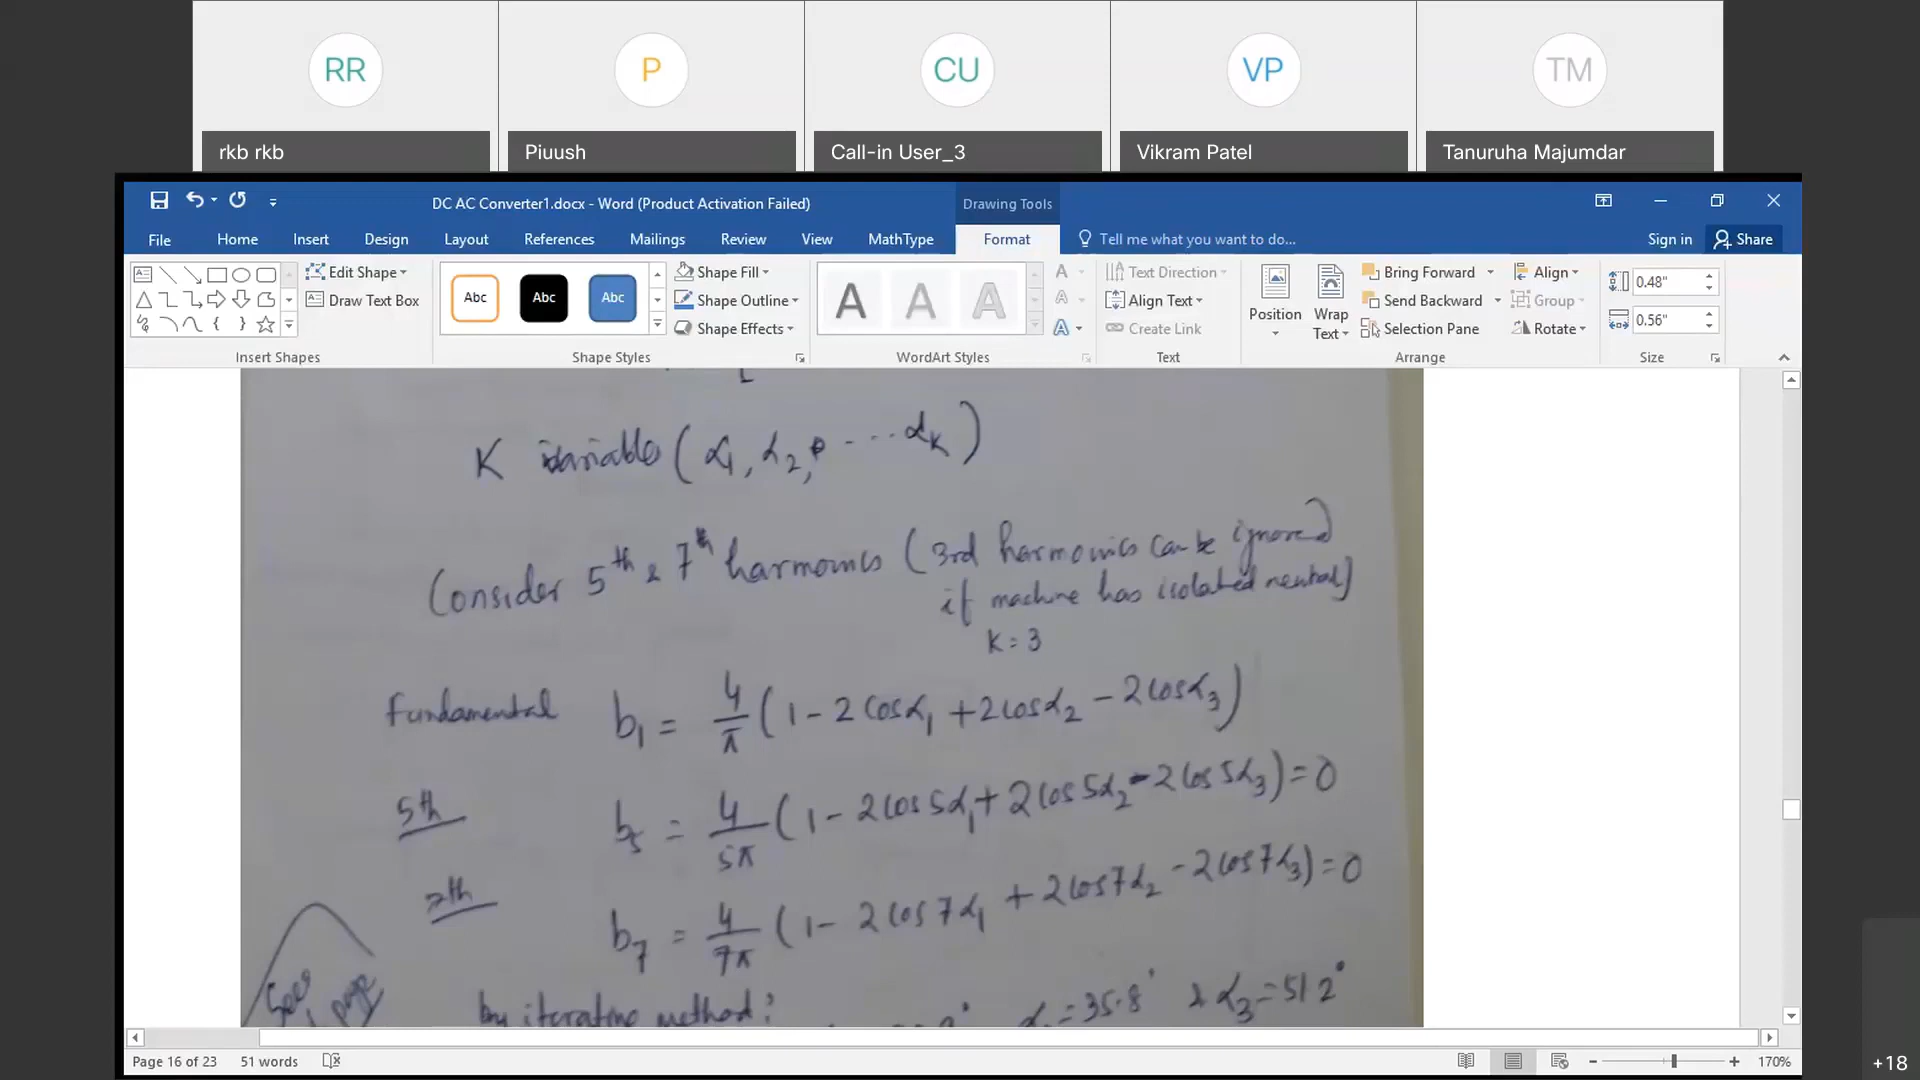 RR
P
CU
VP
TM
rkb rkb
Piuush
Call-in User_3
Vikram Patel
Tanuruha Majumdar
DC AC Converter1.docx - Word (Product Activation Failed)
Drawing Tools
File
Home
Insert
Design
Layout
References
Mailings
Review
View
MathType
Format
Tell me what you want to do...
Sign in
Share
Edit Shape
Draw Text Box
Insert Shapes
Abc
Abc
Abc
Shape Fill
Shape Outline
Shape Effects
Shape Styles
A
A
A
WordArt Styles
Text Direction
Align Text
Create Link
Text
Position
Wrap Text
Bring Forward
Send Backward
Selection Pane
Align
Group
Rotate
Arrange
0.48"
0.56"
Size
K variables (α₁, α₂, ....αK)
Consider 5th & 7th harmonics (3rd harmonics can be ignored
if machine has isolated neutral)
K = 3
Fundamental b₁ = 4/π (1 - 2 cosα₁ + 2cosα₂ - 2cosα₃)
5th b₅ = 4/5π (1 - 2cos5α₁ + 2cos5α₂ - 2cos5α₃) = 0
7th b₇ = 4/7π (1 - 2cos7α₁ + 2cos7α₂ - 2cos7α₃) = 0
page
by iterating method: = 35.8° & α₃ = 51.2°
Page 16 of 23
51 words
170%
+18